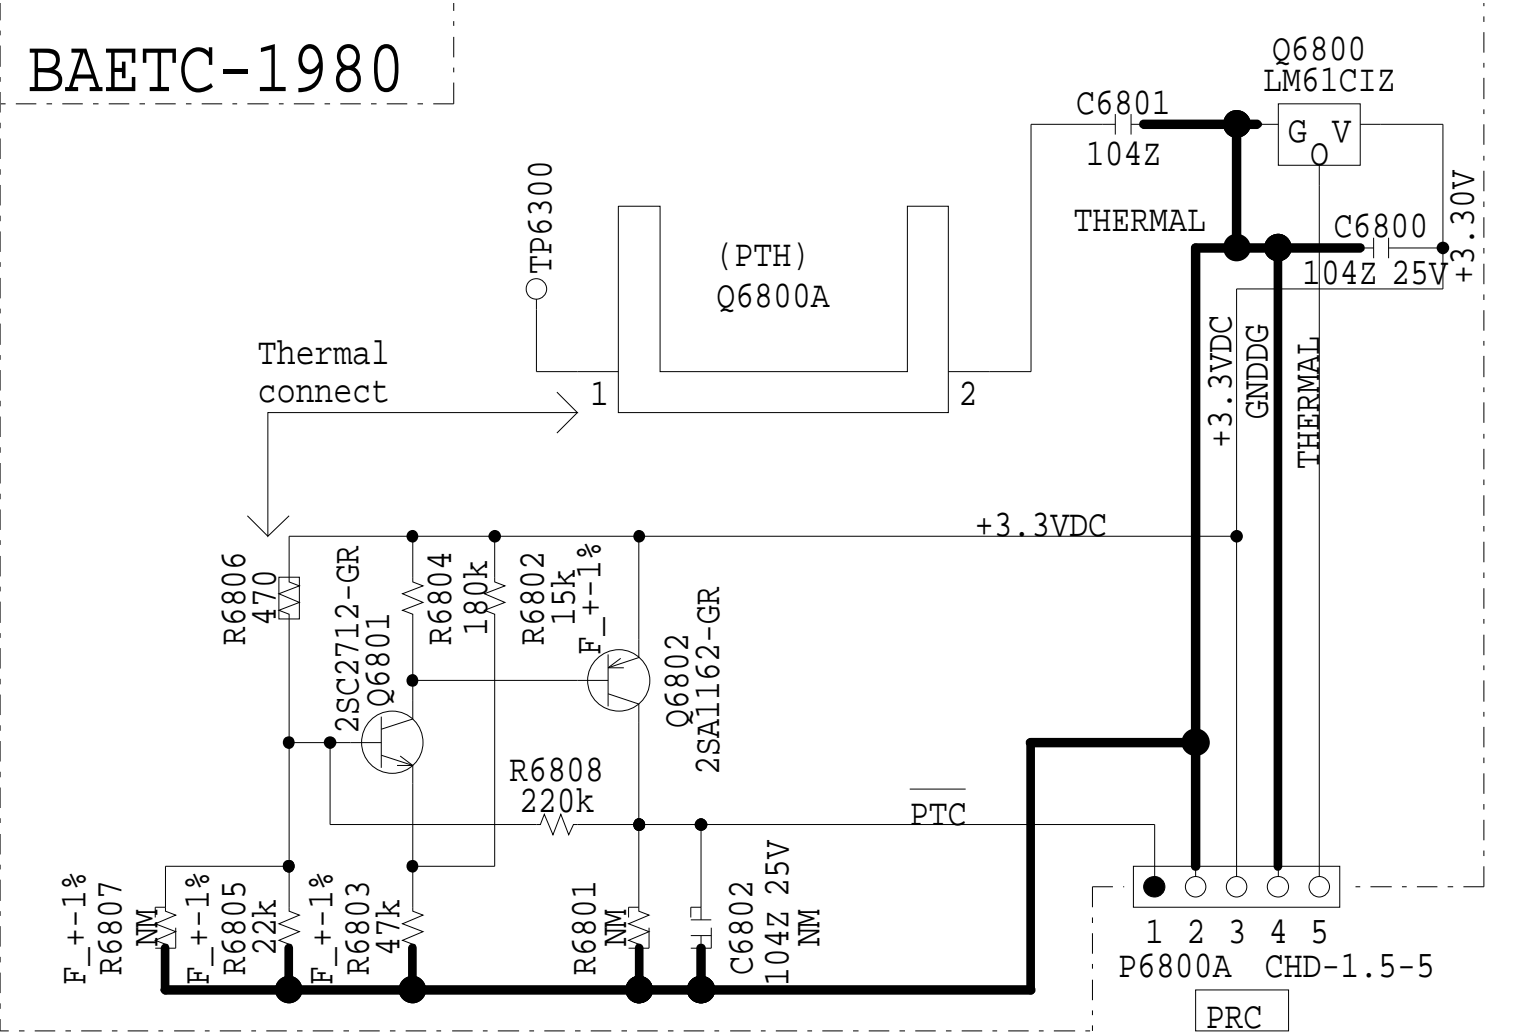 BAETC-1980
Q6800
LM61CIZ
G
V
O
C6801
104Z
THERMAL
C6800
104Z 25V
+3.30V
TP6300
(PTH)
Q6800A
1
2
Thermal
connect
+3.3VDC
GNDDG
THERMAL
+3.3VDC
R6806
470
2SC2712-GR
Q6801
R6804
180k
R6802
15k
F_+-1%
Q6802
2SA1162-GR
R6808
220k
PTC
F_+-1%
R6807
NM
F_+-1%
R6805
22k
F_+-1%
R6803
47k
R6801
NM
C6802
104Z 25V
NM
1 2 3 4 5
P6800A CHD-1.5-5
PRC